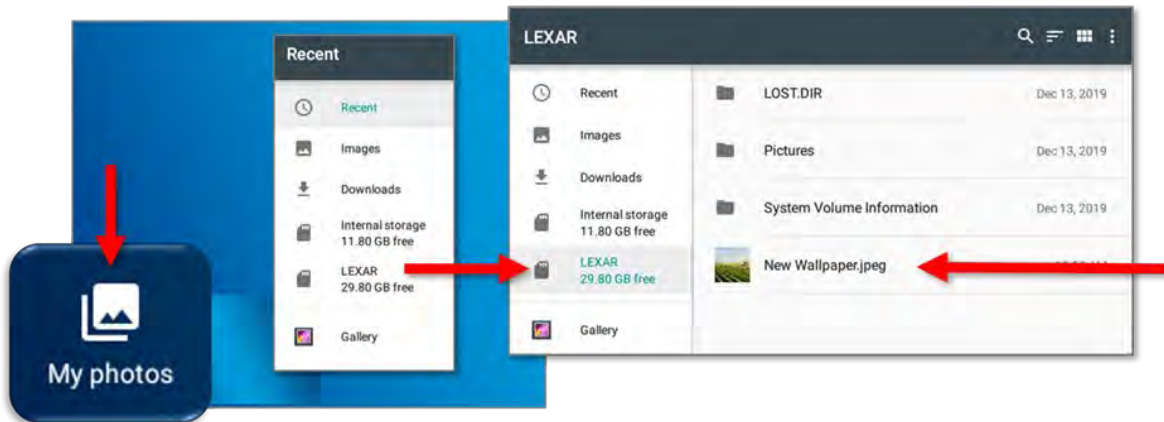 Recent
Recent
Images
Downloads
Internal storage
11.80 GB free
LEXAR
29.80 GB free
Gallery
My photos
LEXAR
Recent
Images
Downloads
Internal storage
11.80 GB free
LEXAR
29.80 GB free
Gallery
LOST.DIR Dec 13, 2019
Pictures Dec 13, 2019
System Volume Information Dec 13, 2019
New Wallpaper.jpeg